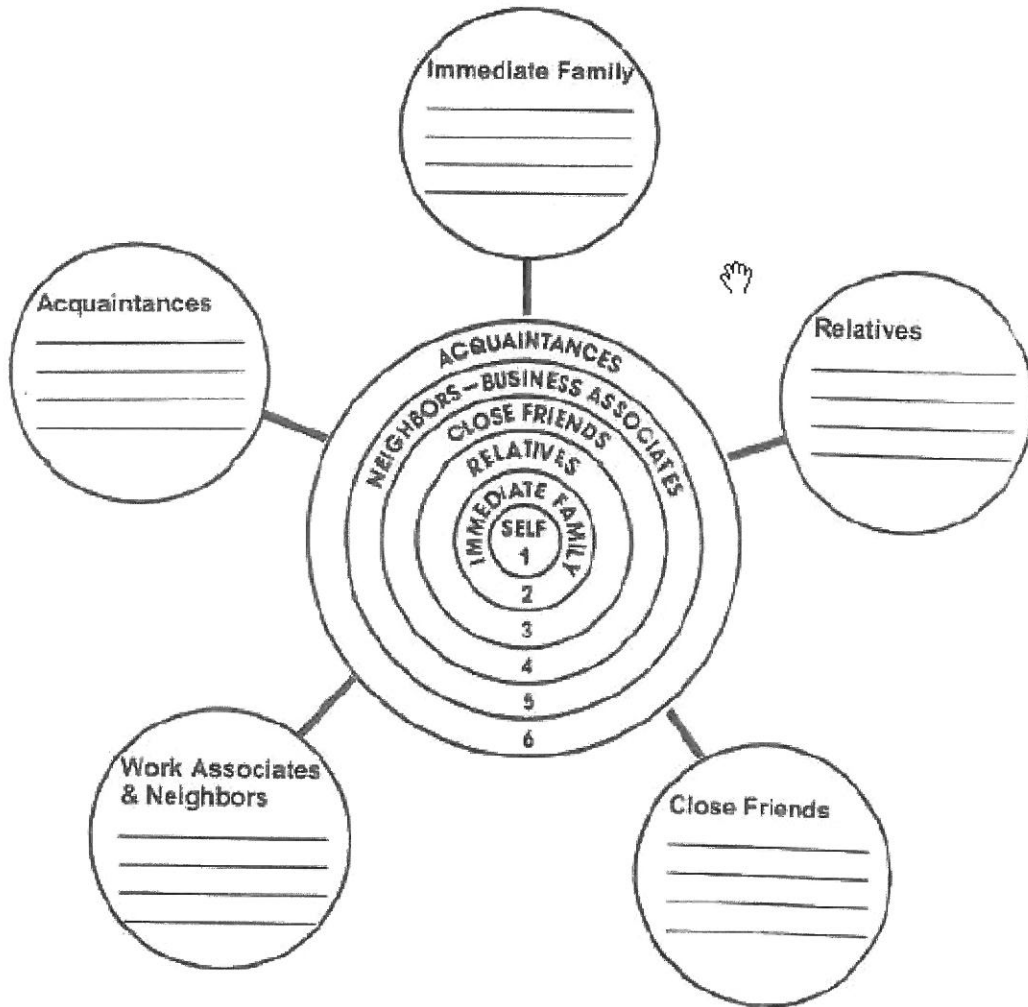 Immediate Family
Acquaintances
Relatives
ACQUAINTANCES
NEIGHBORS-BUSINESS ASSOCIATES
CLOSE FRIENDS
RELATIVES
IMMEDIATE FAMILY
SELF
1
2
3
4
5
6
Work Associates
& Neighbors
Close Friends